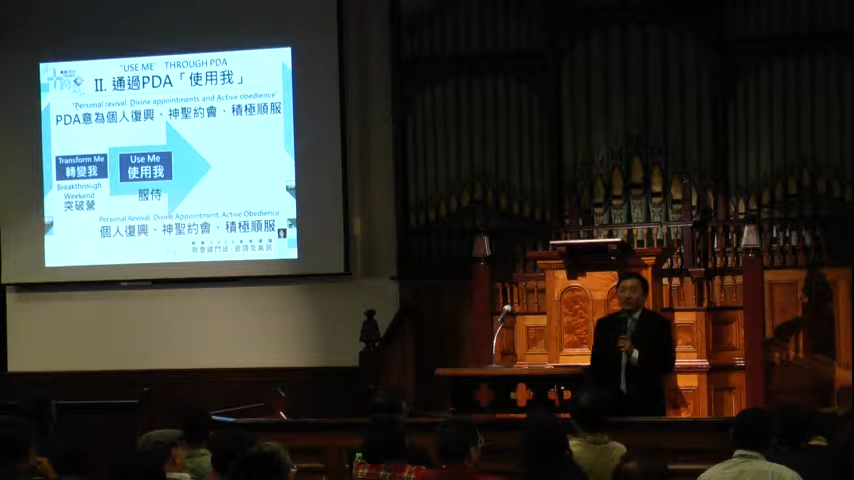 "USE ME" THROUGH PDA
II. 通過PDA「使用我」
"Personal revival, Divine appointments and Active obedience"
PDA意為個人復興、神聖約會、積極順服
Transform Me
轉變我
Breakthrough
Weekend
突破營
Use Me
使用我
服侍
Personal Revival, Divine Appointment, Active Obedience
個人復興、神聖約會、積極順服